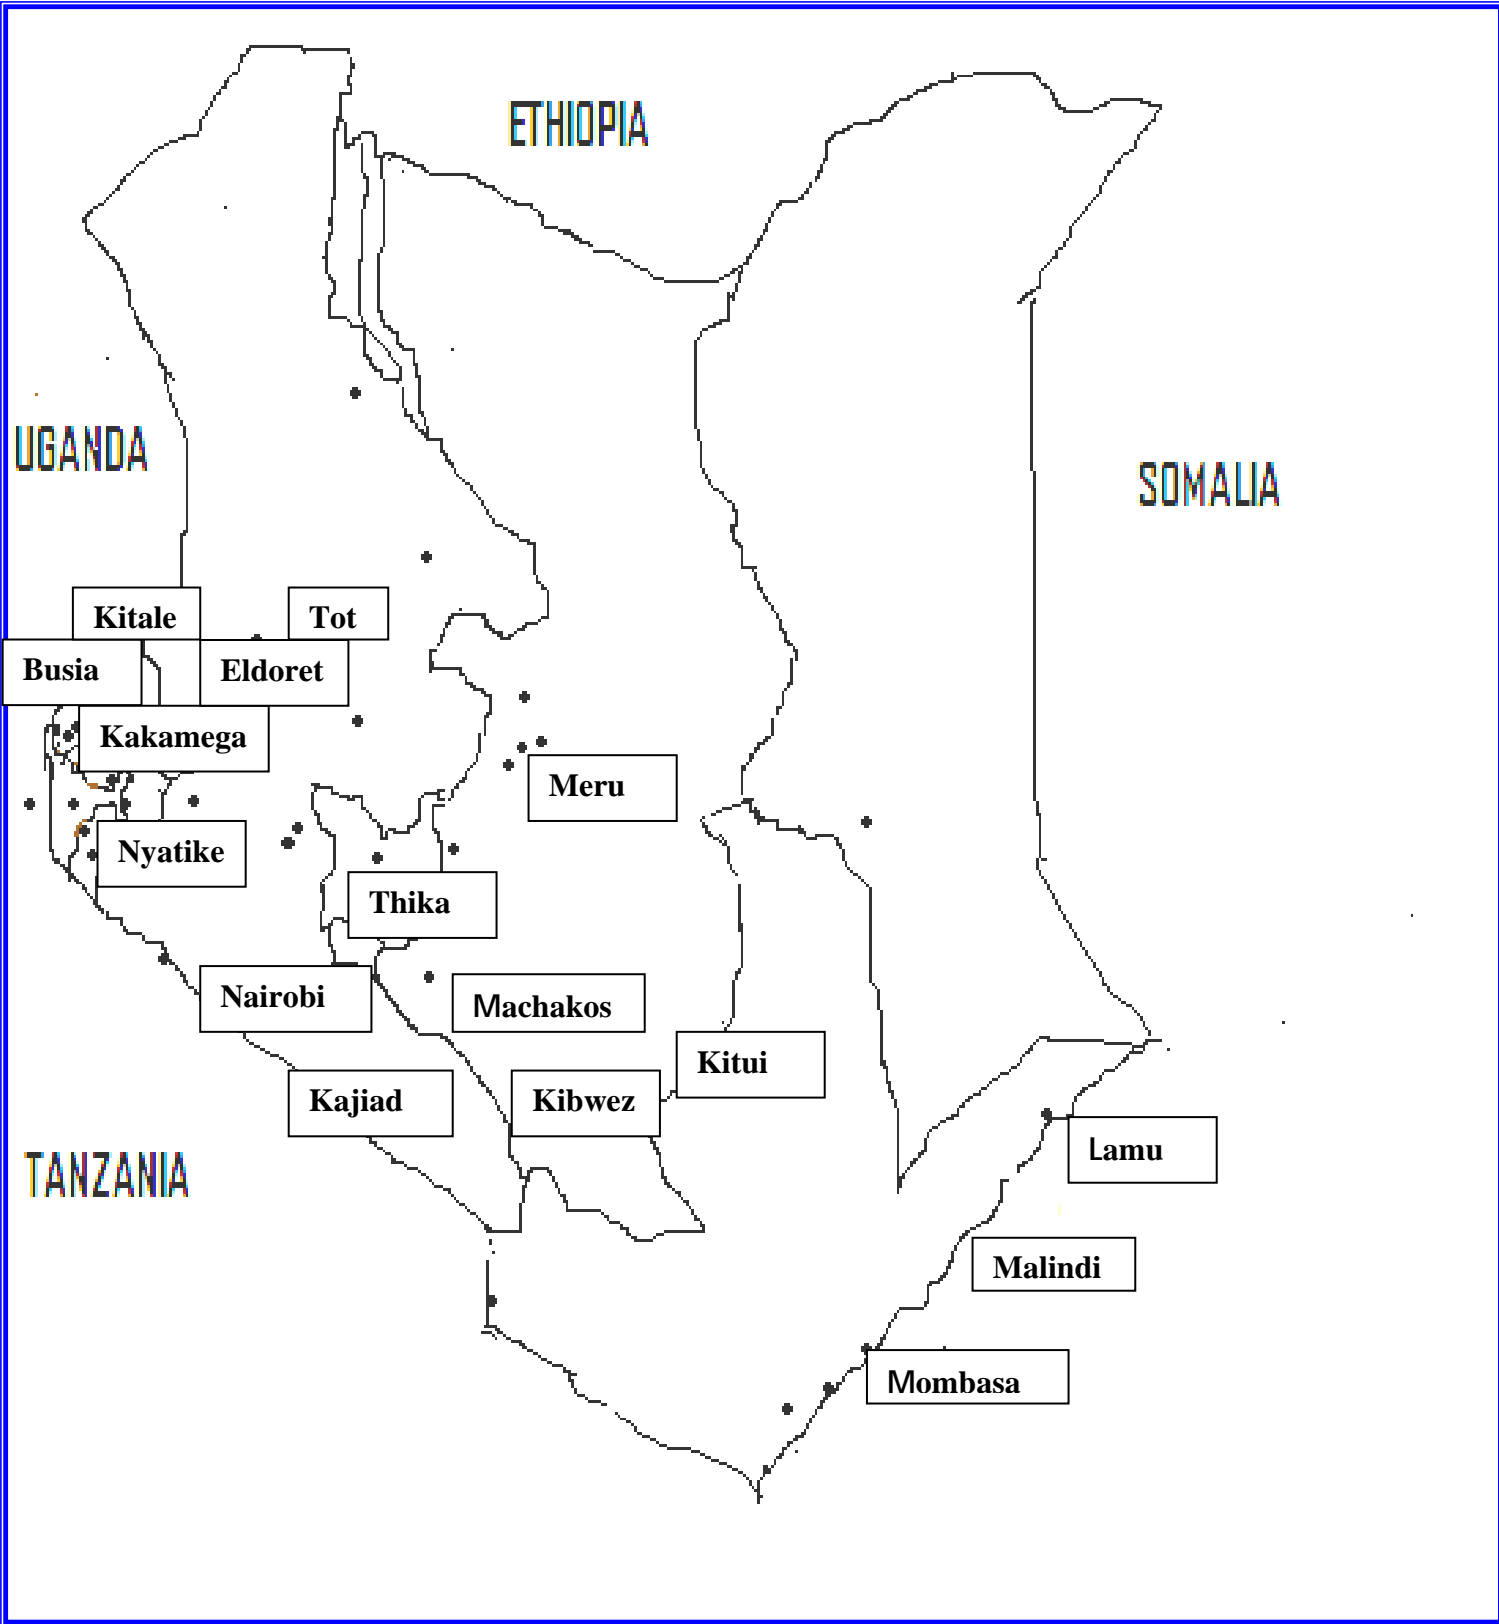 ETHIOPIA
UGANDA
SOMALIA
Kitale
Tot
Busia
Eldoret
Kakamega
Meru
Nyatike
Thika
Nairobi
Machakos
Kitui
Kajiad
Kibwez
Lamu
TANZANIA
Malindi
Mombasa